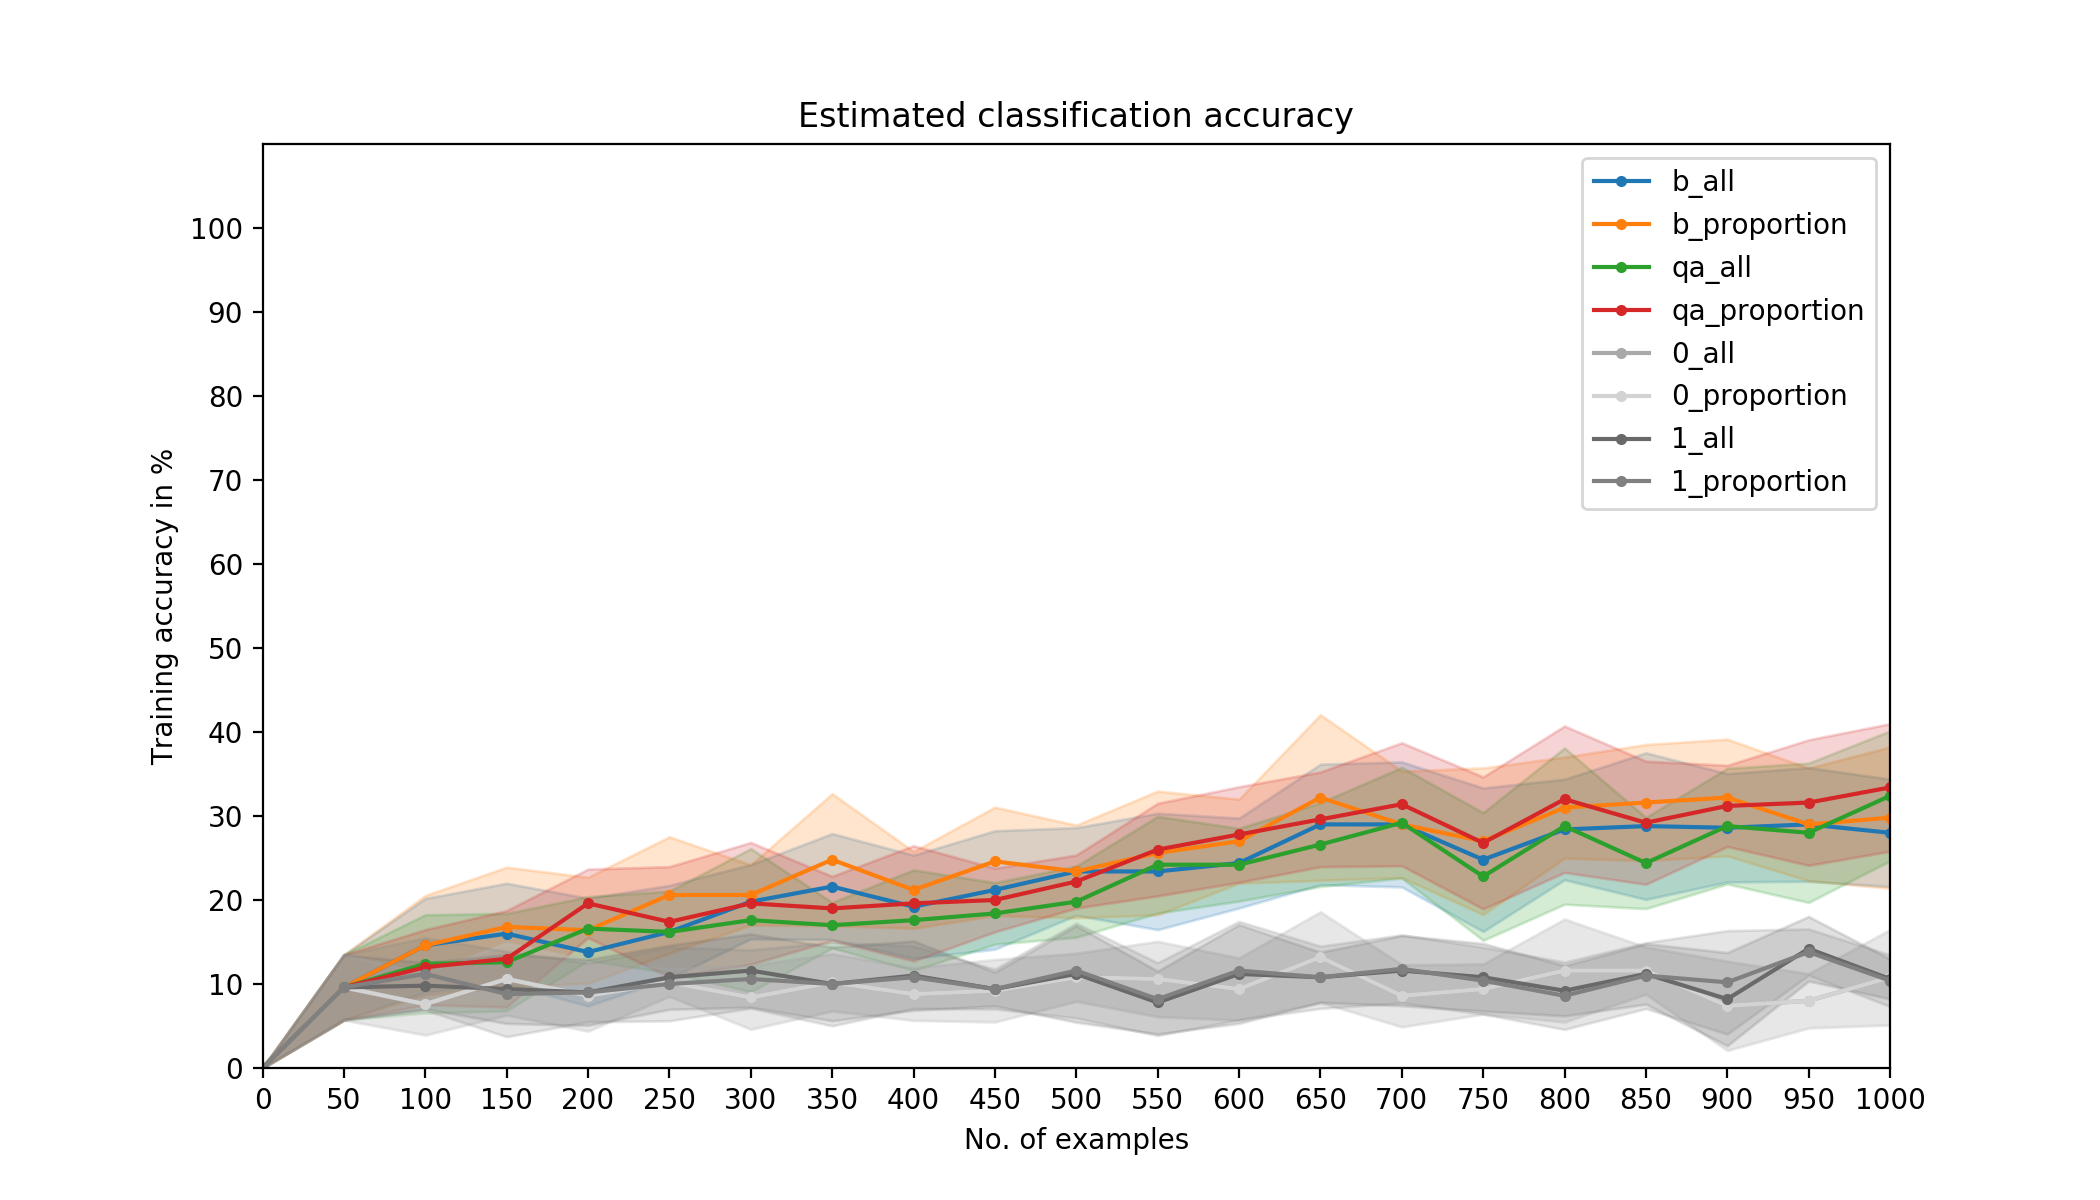 Estimated classification accuracy
b_all
b_proportion
qa_all
qa_proportion
0_all
0_proportion
1_all
1_proportion
Training accuracy in %
100
90
80
70
60
50
40
30
20
10
0
0 50 100 150 200 250 300 350 400 450 500 550 600 650 700 750 800 850 900 950 1000
No. of examples